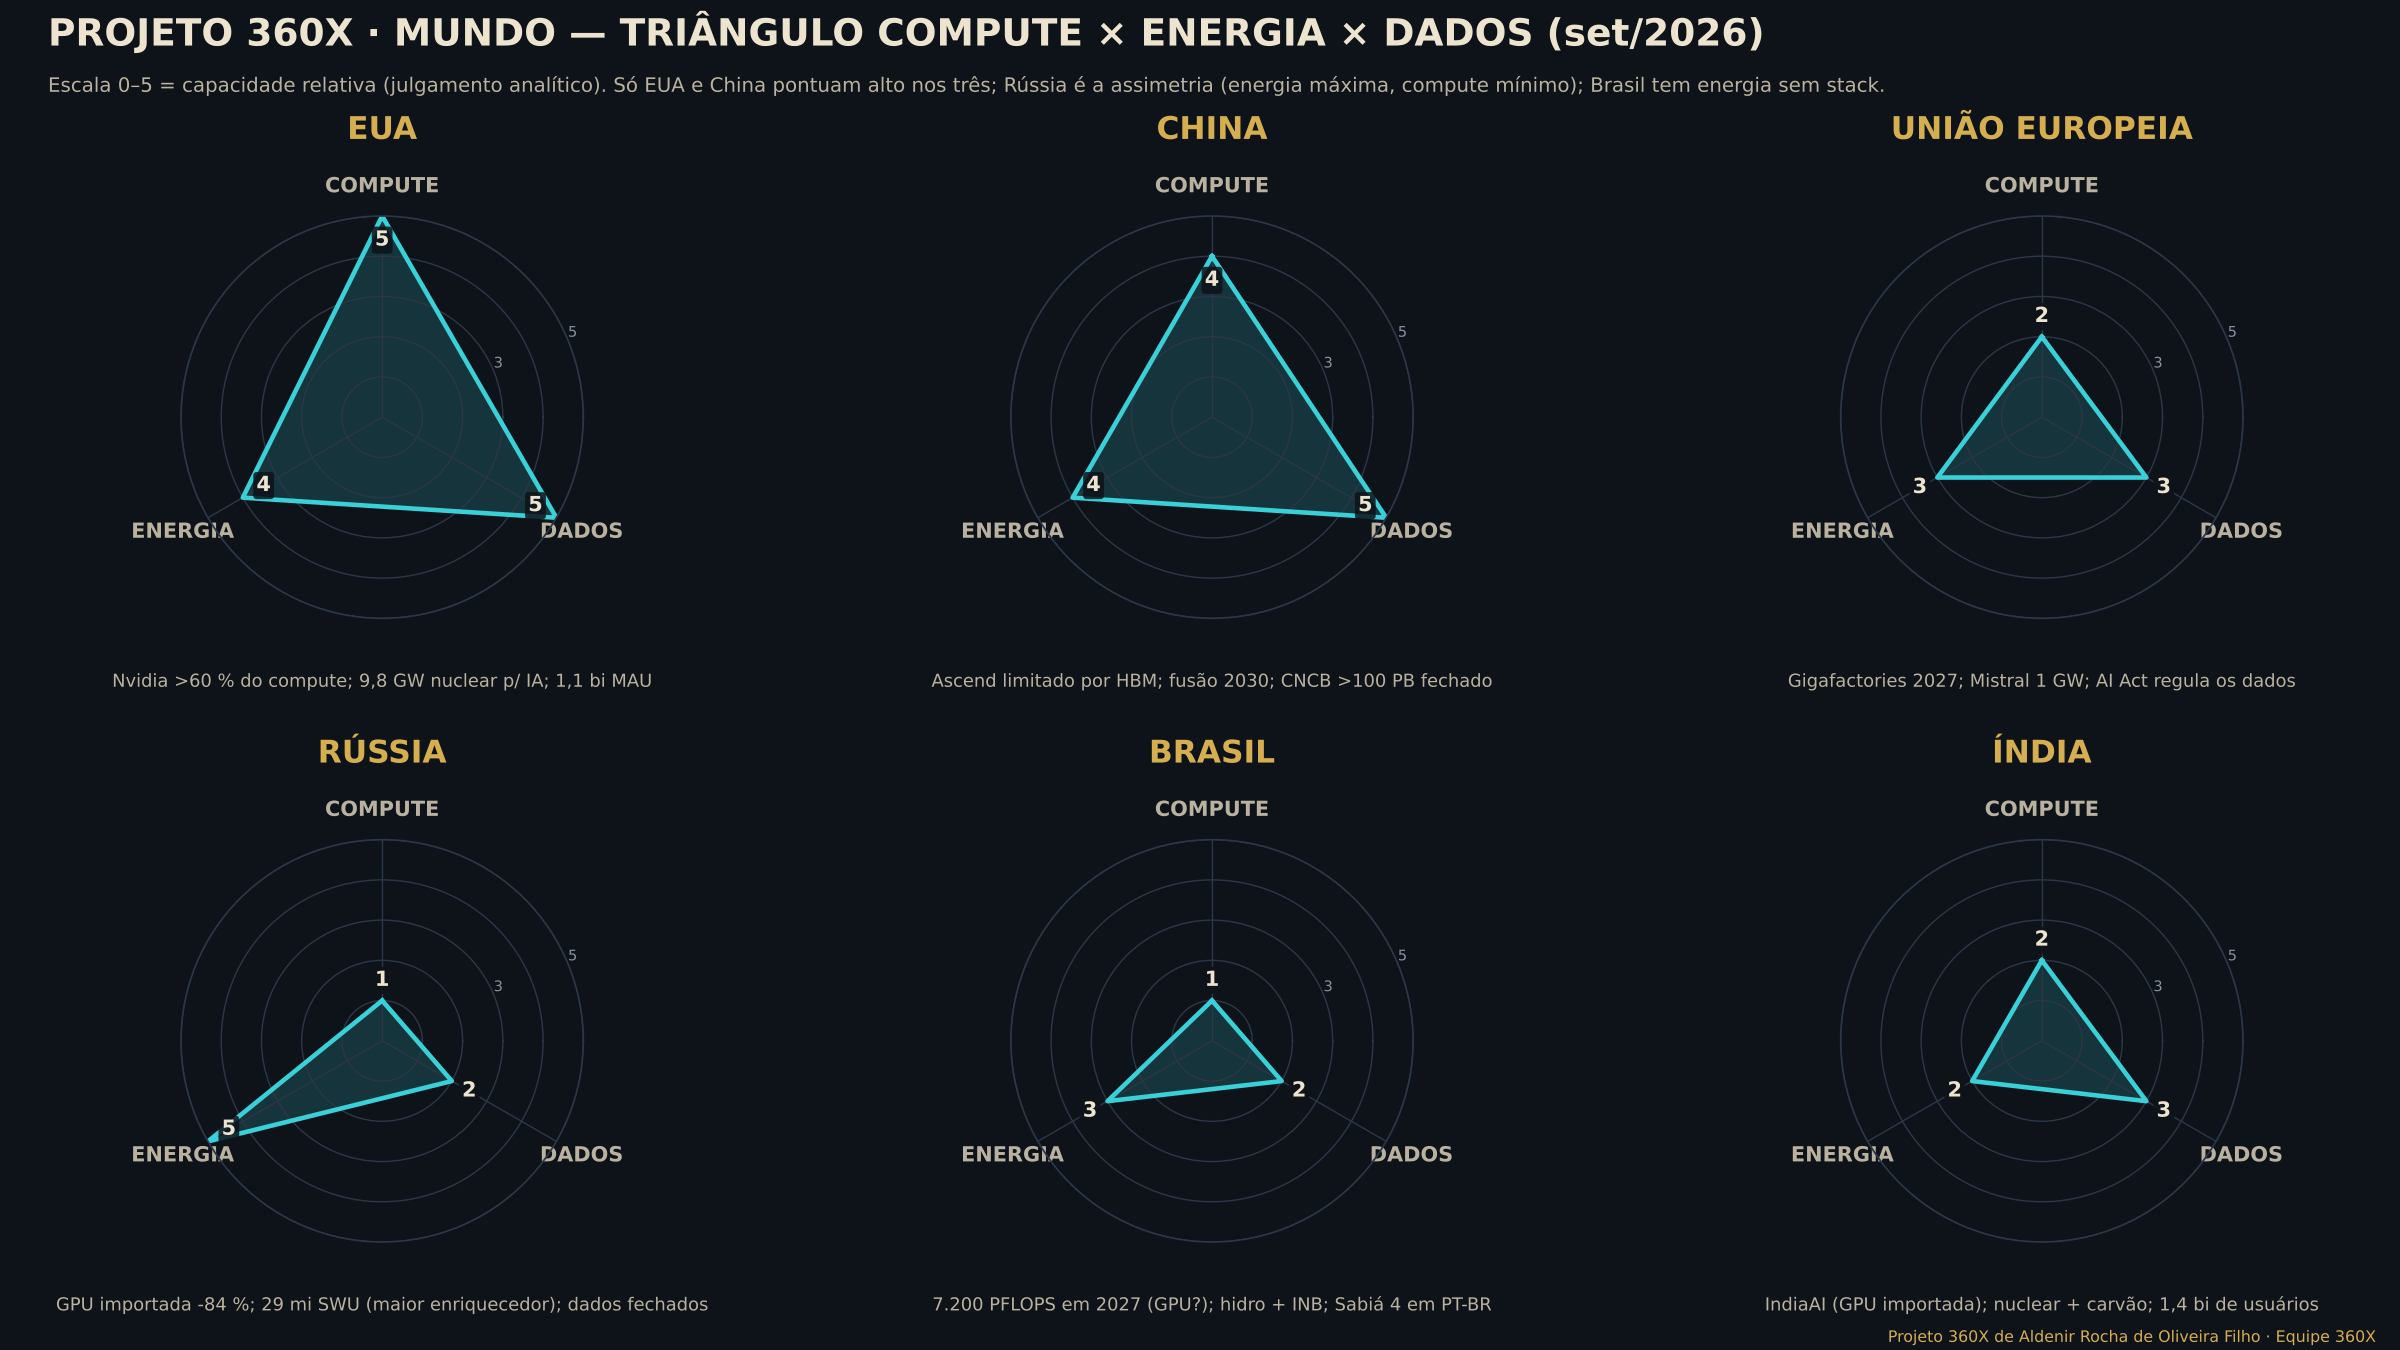 PROJETO 360X · MUNDO — TRIÂNGULO COMPUTE × ENERGIA × DADOS (set/2026)
Escala 0–5 = capacidade relativa (julgamento analítico). Só EUA e China pontuam alto nos três; Rússia é a assimetria (energia máxima, compute mínimo); Brasil tem energia sem stack.
EUA
COMPUTE
5
5
3
4
5
ENERGIA
DADOS
Nvidia >60 % do compute; 9,8 GW nuclear p/ IA; 1,1 bi MAU
CHINA
COMPUTE
4
5
3
4
5
ENERGIA
DADOS
Ascend limitado por HBM; fusão 2030; CNCB >100 PB fechado
UNIÃO EUROPEIA
COMPUTE
2
5
3
3
3
ENERGIA
DADOS
Gigafactories 2027; Mistral 1 GW; AI Act regula os dados
RÚSSIA
COMPUTE
5
1
3
2
5
ENERGIA
DADOS
GPU importada -84 %; 29 mi SWU (maior enriquecedor); dados fechados
BRASIL
COMPUTE
5
1
3
2
3
ENERGIA
DADOS
7.200 PFLOPS em 2027 (GPU?); hidro + INB; Sabiá 4 em PT-BR
ÍNDIA
COMPUTE
2
5
3
2
3
ENERGIA
DADOS
IndiaAI (GPU importada); nuclear + carvão; 1,4 bi de usuários
Projeto 360X de Aldenir Rocha de Oliveira Filho · Equipe 360X